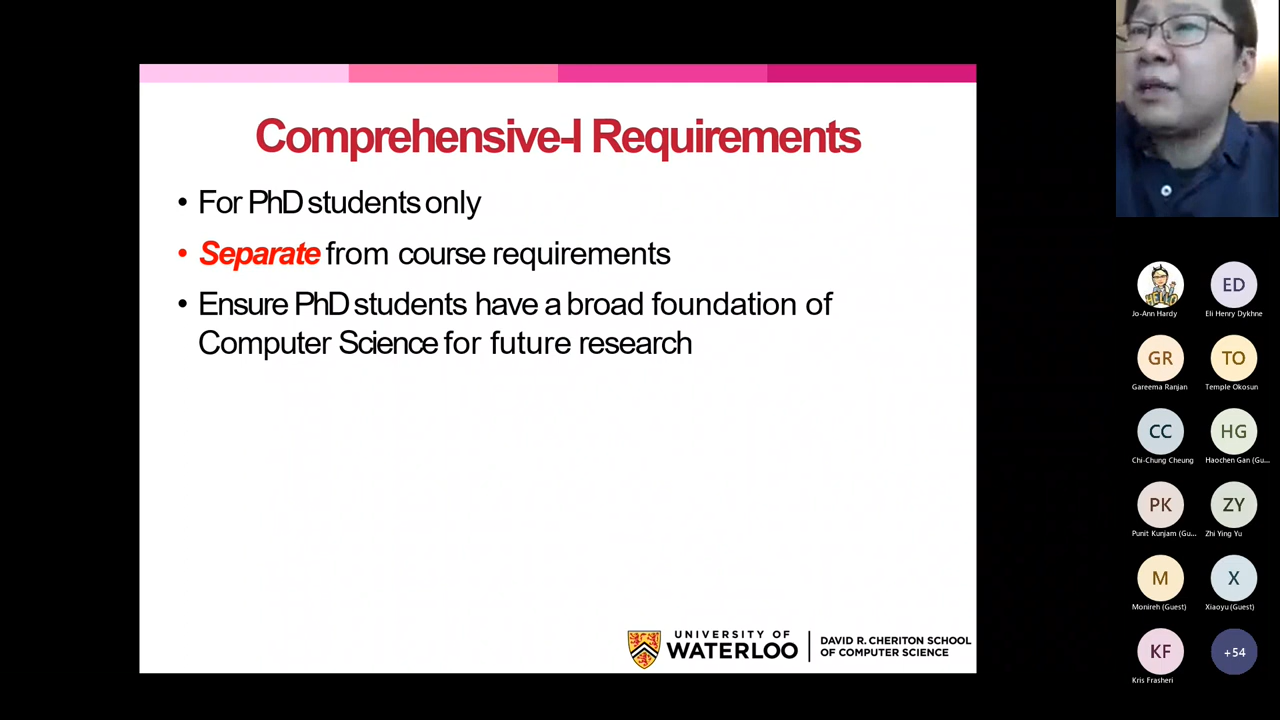 Comprehensive-I Requirements
• For PhD students only
• Separate from course requirements
• Ensure PhD students have a broad foundation of
Computer Science for future research
UNIVERSITY OF
WATERLOO
DAVID R. CHERITON SCHOOL
OF COMPUTER SCIENCE
HELLO
Jo-Ann Hardy
ED
Eli Henry Dykhne
GR
Gareema Ranjan
TO
Temple Okosun
CC
Chi-Chung Cheung
HG
Haochen Gan (Gu...
PK
Punit Kunjam (Gu...
ZY
Zhi Ying Yu
M
Monireh (Guest)
X
Xiaoyu (Guest)
KF
Kris Frasheri
+54